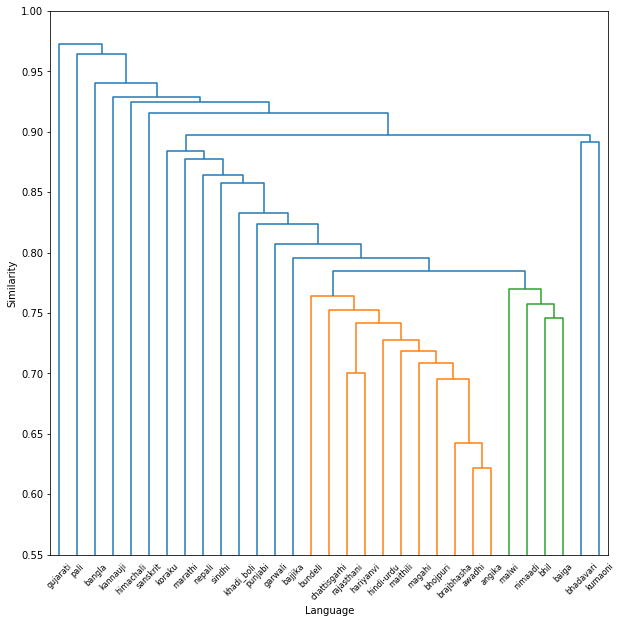 1.00
0.95
0.90
0.85
0.80
0.75
0.70
0.65
0.60
0.55
Similarity
gujarati
pali
bangla
kannauji
himachali
sanskrit
koraku
marathi
nepali
sindhi
khadi_boli
punjabi
garwali
bajjika
bundeli
chattisgarhi
rajasthani
hariyanvi
hindi-urdu
maithili
magahi
bhojpuri
brajbhasha
awadhi
angika
malwi
nimaadi
bhil
baiga
bhadavari
kumaoni
Language